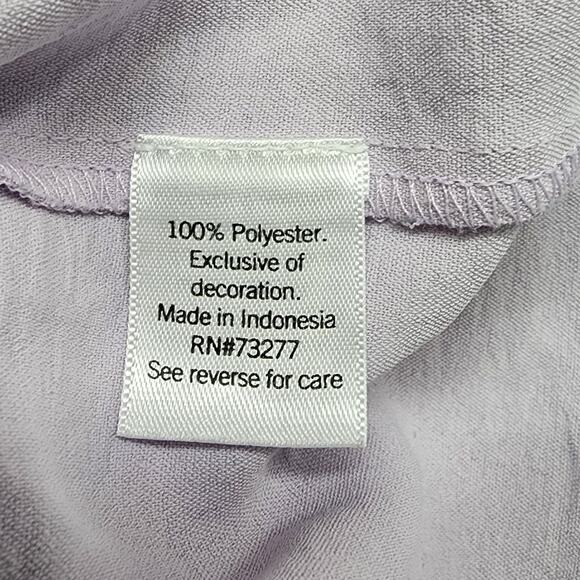 100% Polyester.
Exclusive of
decoration.
Made in Indonesia
RN#73277
See reverse for care